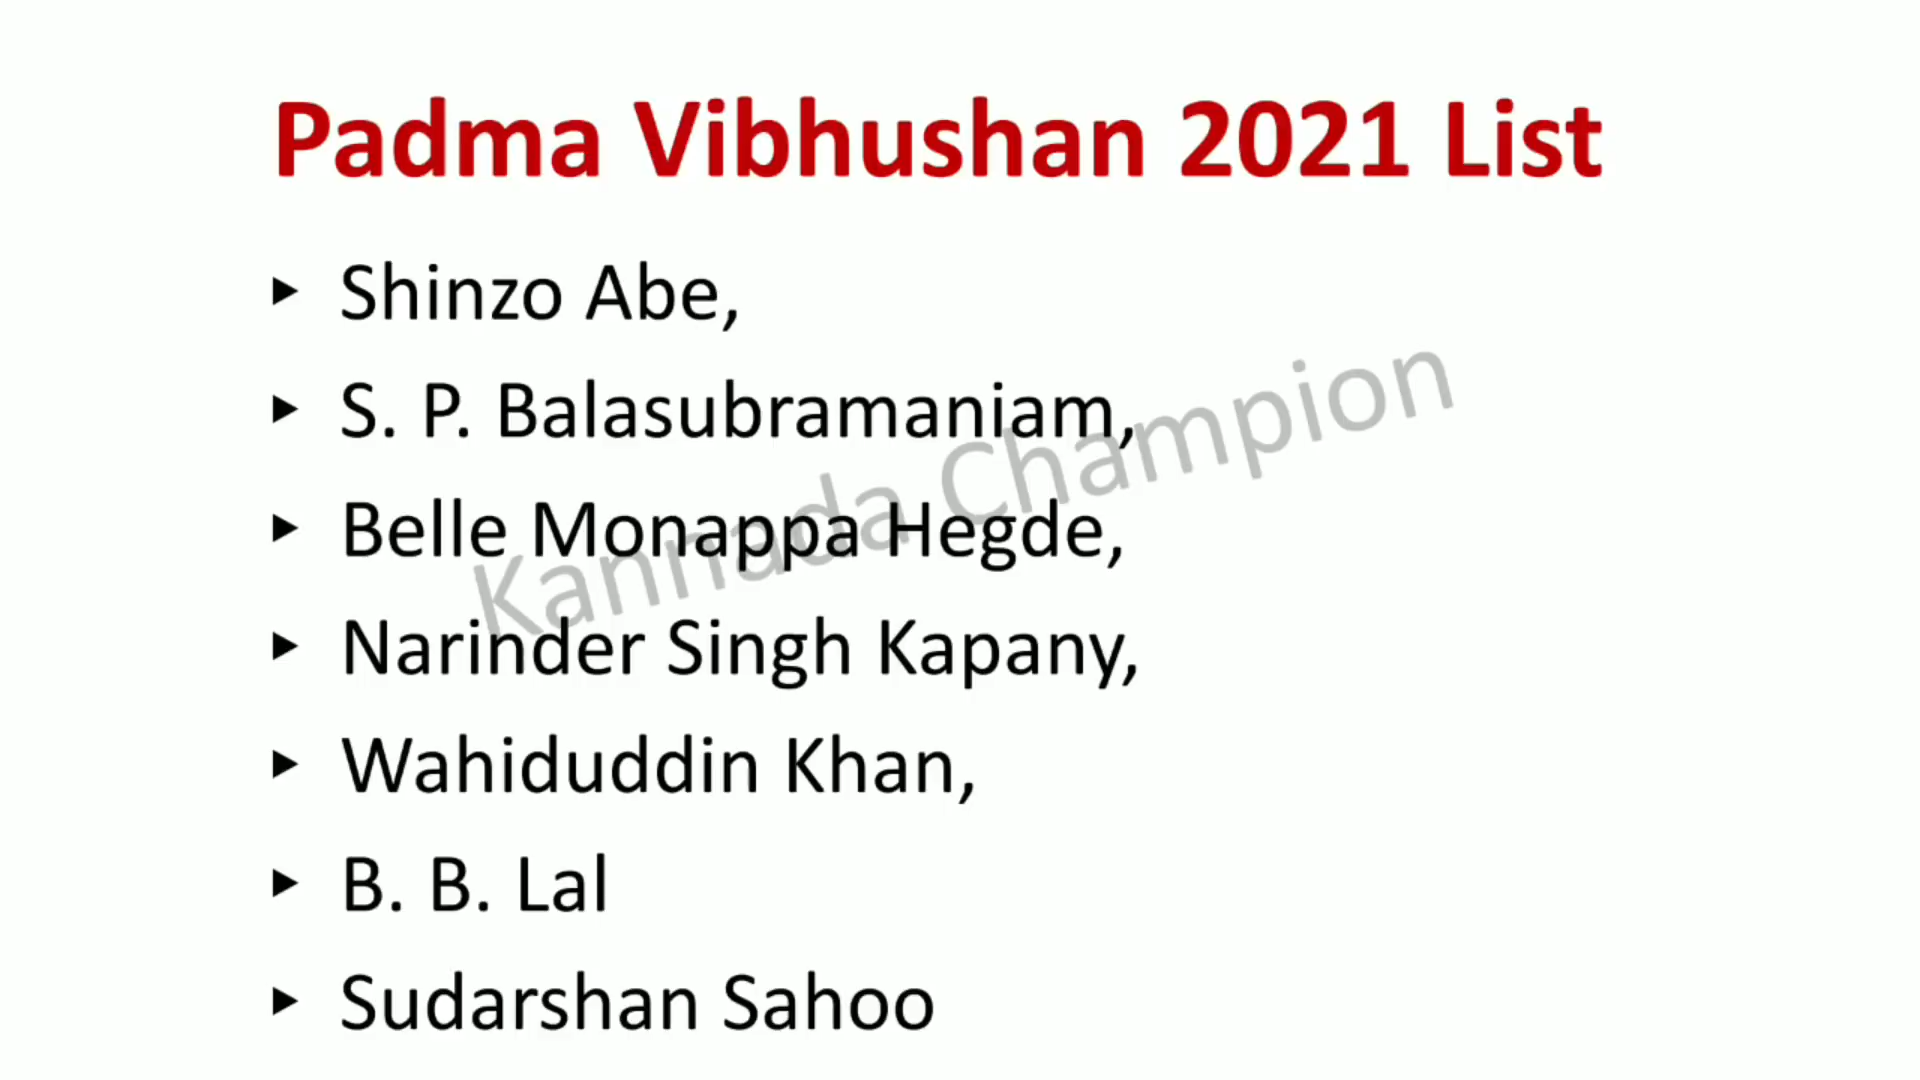 Padma Vibhushan 2021 List
▸ Shinzo Abe,
▸ S. P. Balasubramaniam,
▸ Belle Monappa Hegde,
▸ Narinder Singh Kapany,
▸ Wahiduddin Khan,
▸ B. B. Lal
▸ Sudarshan Sahoo
Kannada Champion